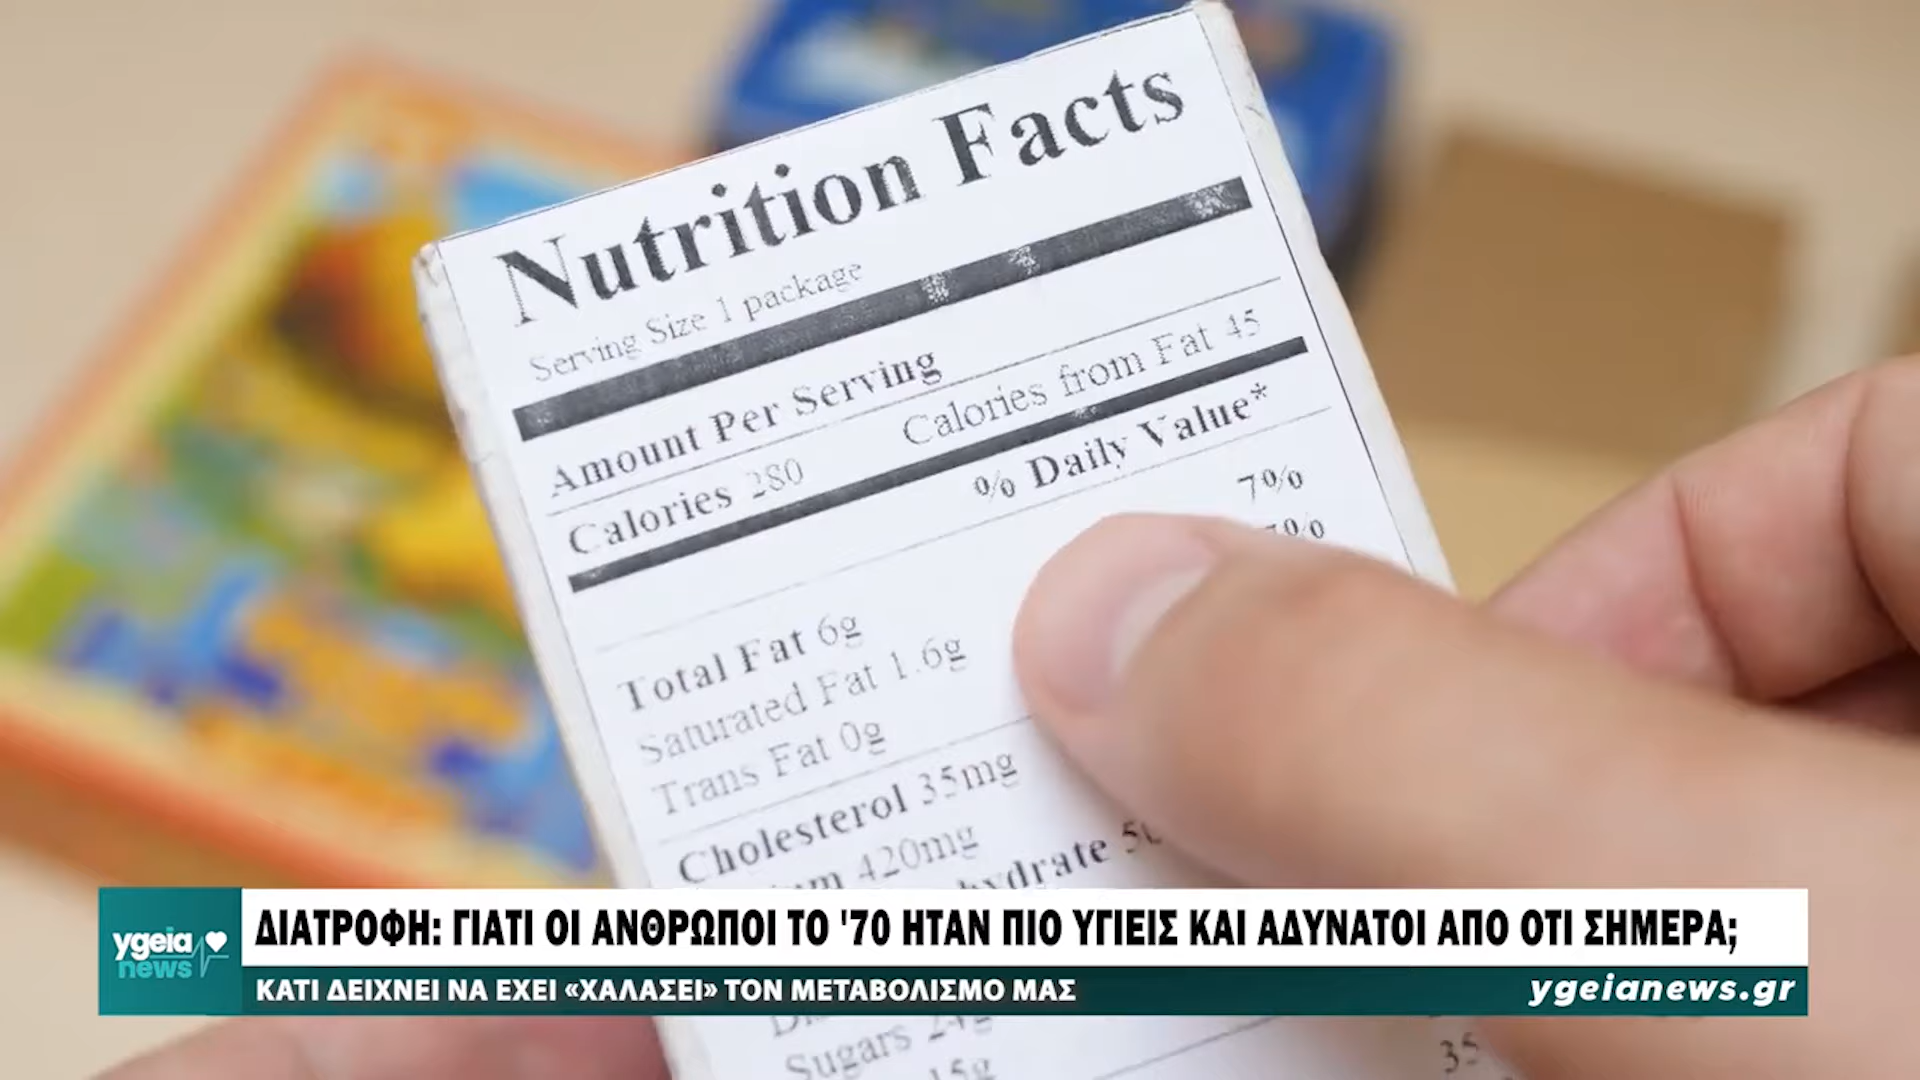 Nutrition Facts
Serving Size 1 package
Amount Per Serving
Calories 280 Calories from Fat 45
% Daily Value*
7%
Total Fat 6g
Saturated Fat 1.6g
Trans Fat 0g
Cholesterol 35mg
420mg
ygeia news
ΔΙΑΤΡΟΦΗ: ΓΙΑΤΙ ΟΙ ΑΝΘΡΩΠΟΙ ΤΟ '70 ΗΤΑΝ ΠΙΟ ΥΓΙΕΙΣ ΚΑΙ ΑΔΥΝΑΤΟΙ ΑΠΟ ΟΤΙ ΣΗΜΕΡΑ;
ΚΑΤΙ ΔΕΙΧΝΕΙ ΝΑ ΕΧΕΙ «ΧΑΛΑΣΕΙ» ΤΟΝ ΜΕΤΑΒΟΛΙΣΜΟ ΜΑΣ
ygeianews.gr
Sugars
15g
35